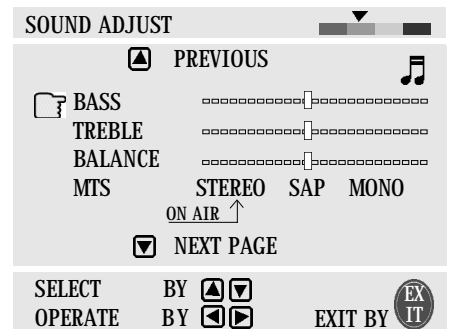 SOUND ADJUST
PREVIOUS
BASS
TREBLE
BALANCE
MTS STEREO SAP MONO
ON AIR
NEXT PAGE
SELECT BY
OPERATE BY EXIT BY EXIT